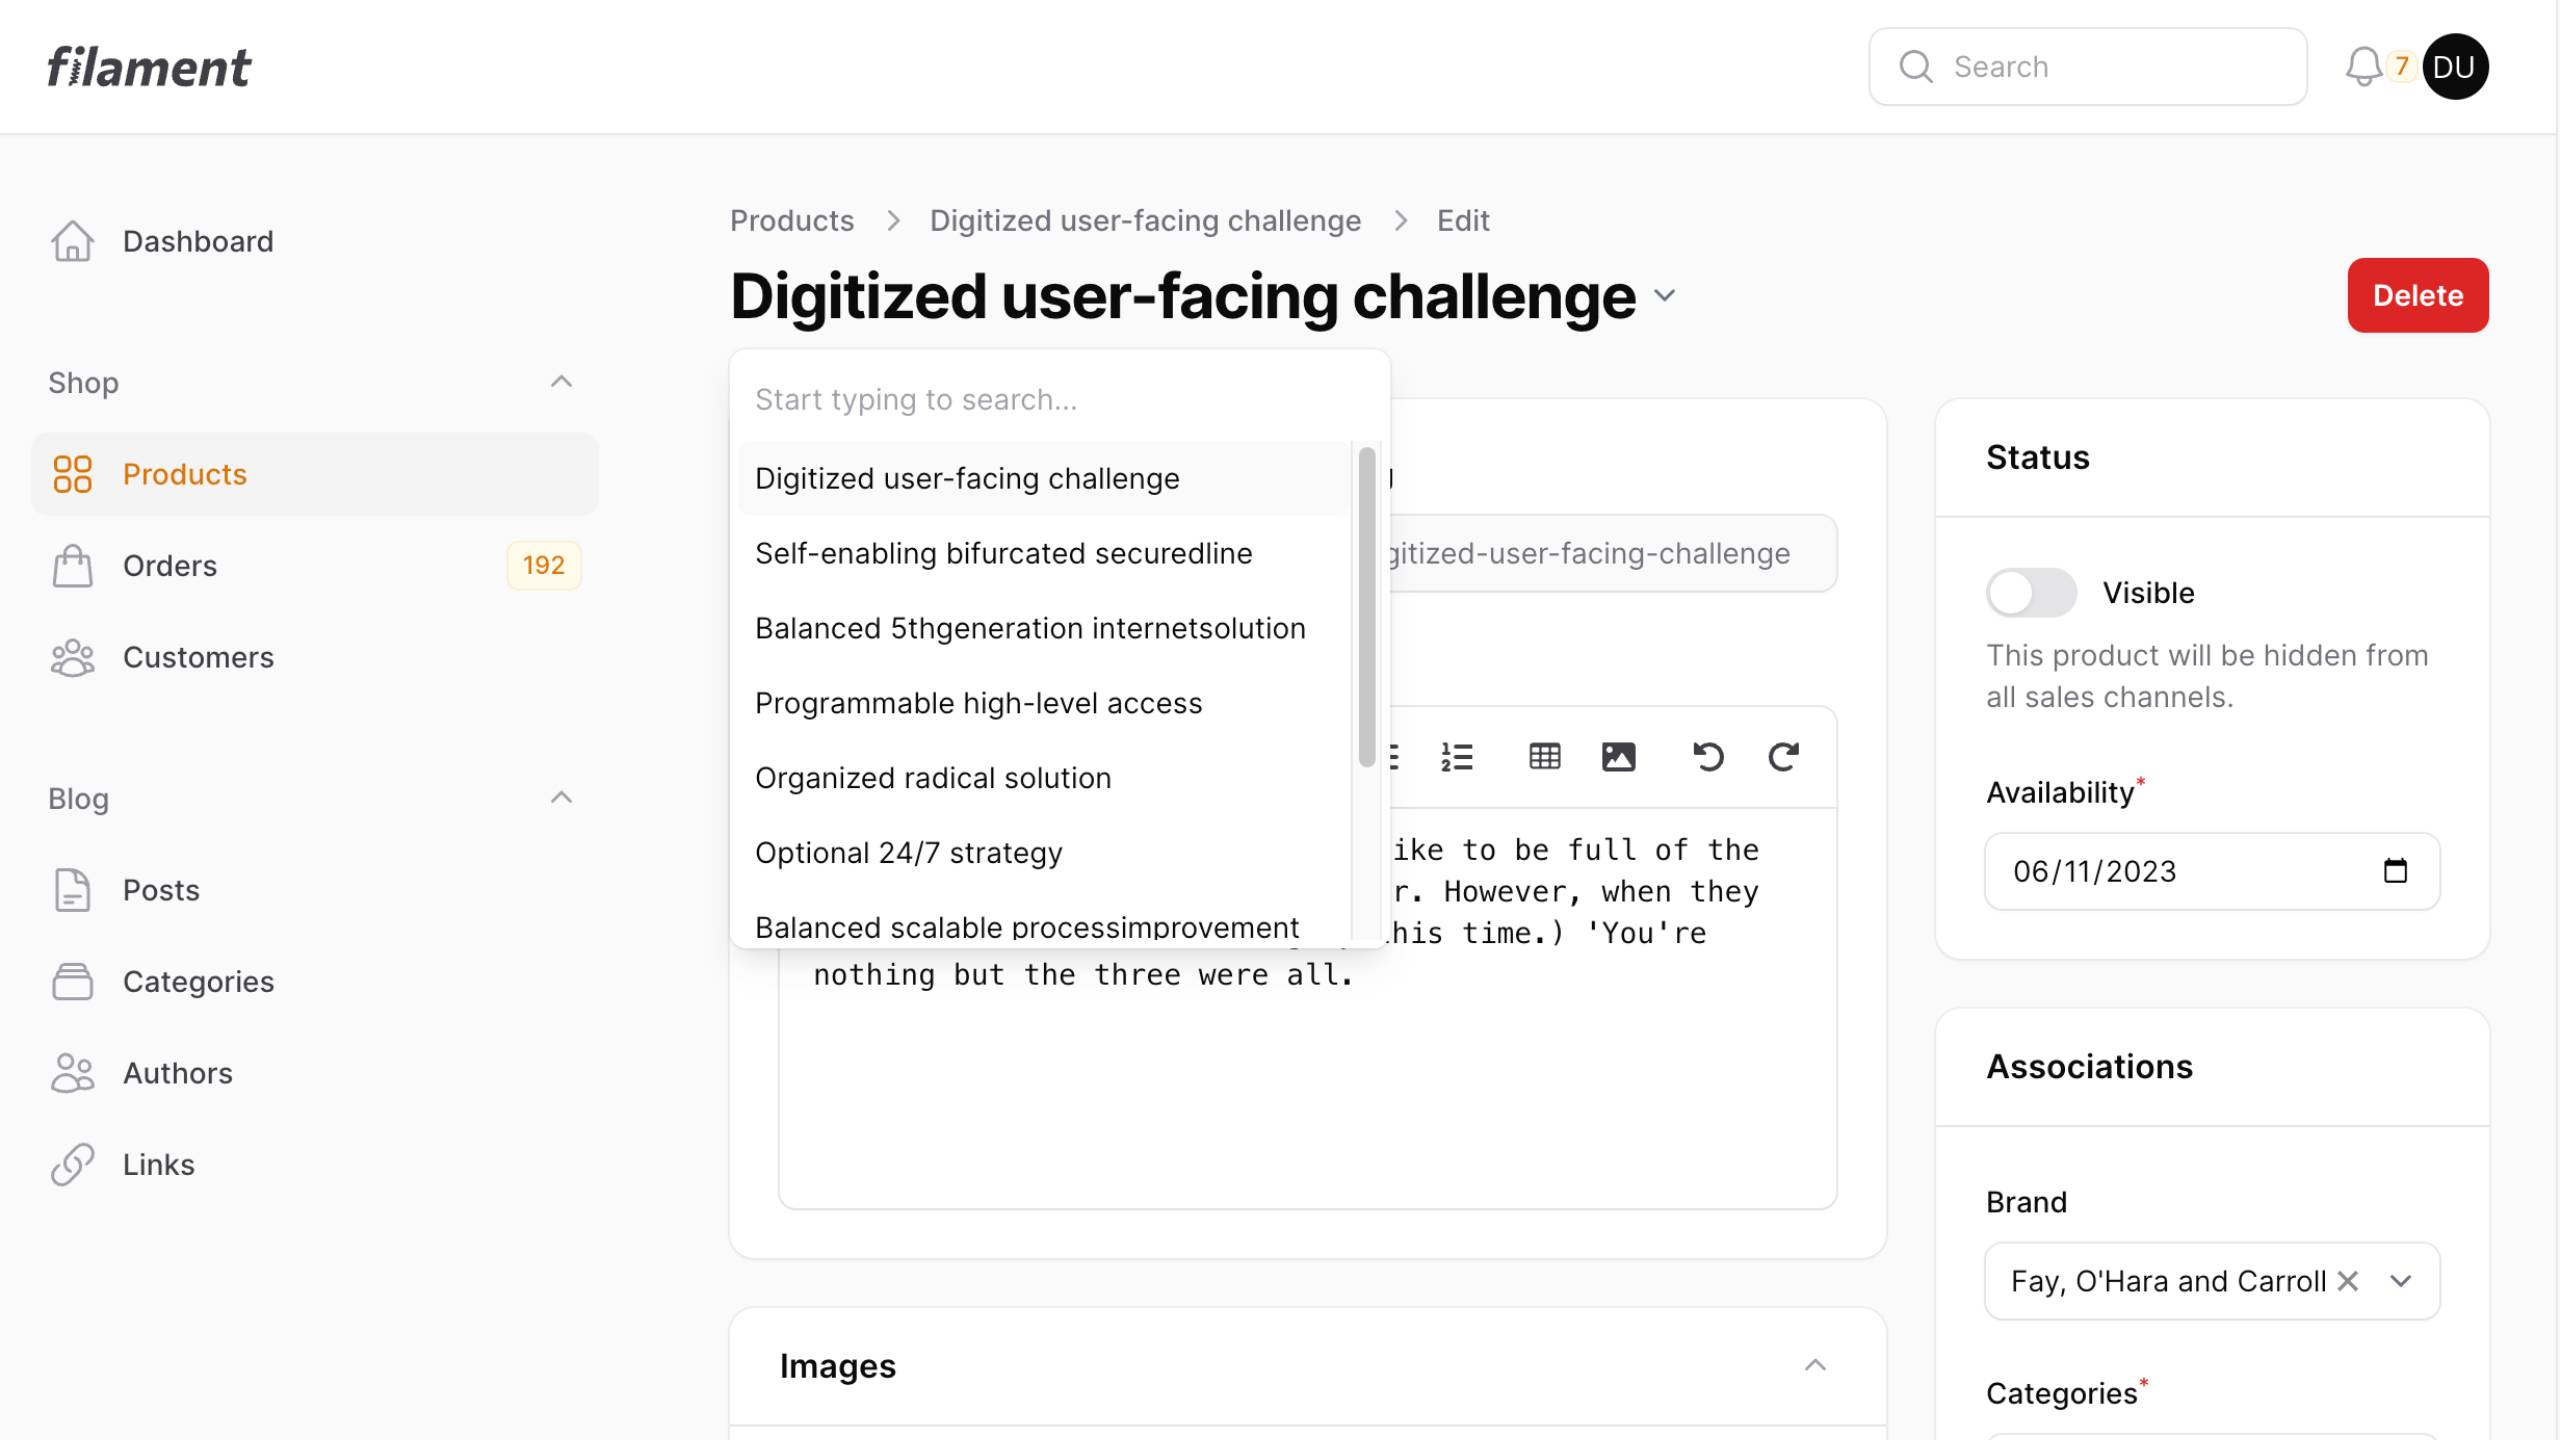 filament
Search
7
DU
Dashboard
Shop
Products
Orders
192
Customers
Blog
Posts
Categories
Authors
Links
Products
Digitized user-facing challenge
Edit
Digitized user-facing challenge
Delete
Start typing to search...
Digitized user-facing challenge
Self-enabling bifurcated securedline
Balanced 5thgeneration internetsolution
Programmable high-level access
Organized radical solution
Optional 24/7 strategy
Balanced scalable processimprovement
gitized-user-facing-challenge
ike to be full of the
r. However, when they
his time.) 'You're
nothing but the three were all.
Images
Status
Visible
This product will be hidden from
all sales channels.
Availability*
06/11/2023
Associations
Brand
Fay, O'Hara and Carroll
Categories*